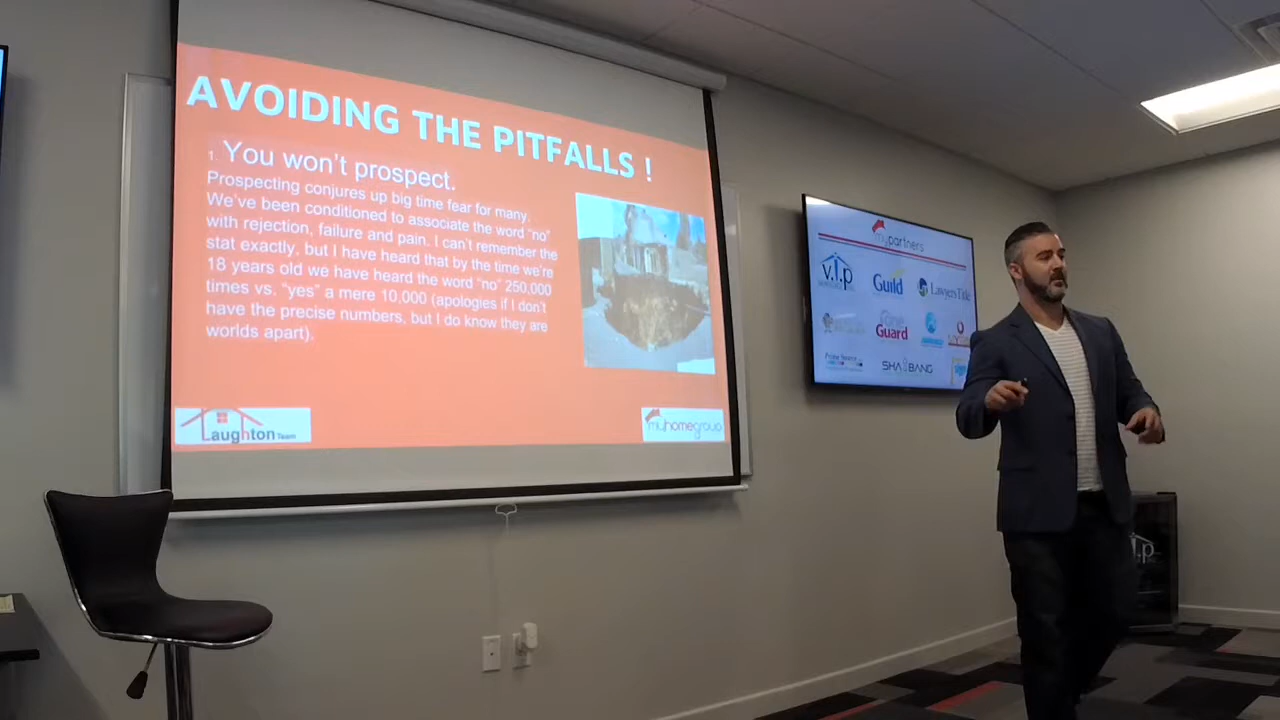 AVOIDING THE PITFALLS !
1. You won't prospect.
Prospecting conjures up big time fear for many.
We've been conditioned to associate the word "no"
with rejection, failure and pain. I can't remember the
stat exactly, but I have heard that by the time we're
18 years old we have heard the word "no" 250,000
times vs. "yes" a mere 10,000 (apologies if I don't
have the precise numbers, but I do know they are
worlds apart).
Laughton Team
myhomegroup
mypartners
v.i.p
Guild
Lawyers Title
Guard
SHABANG